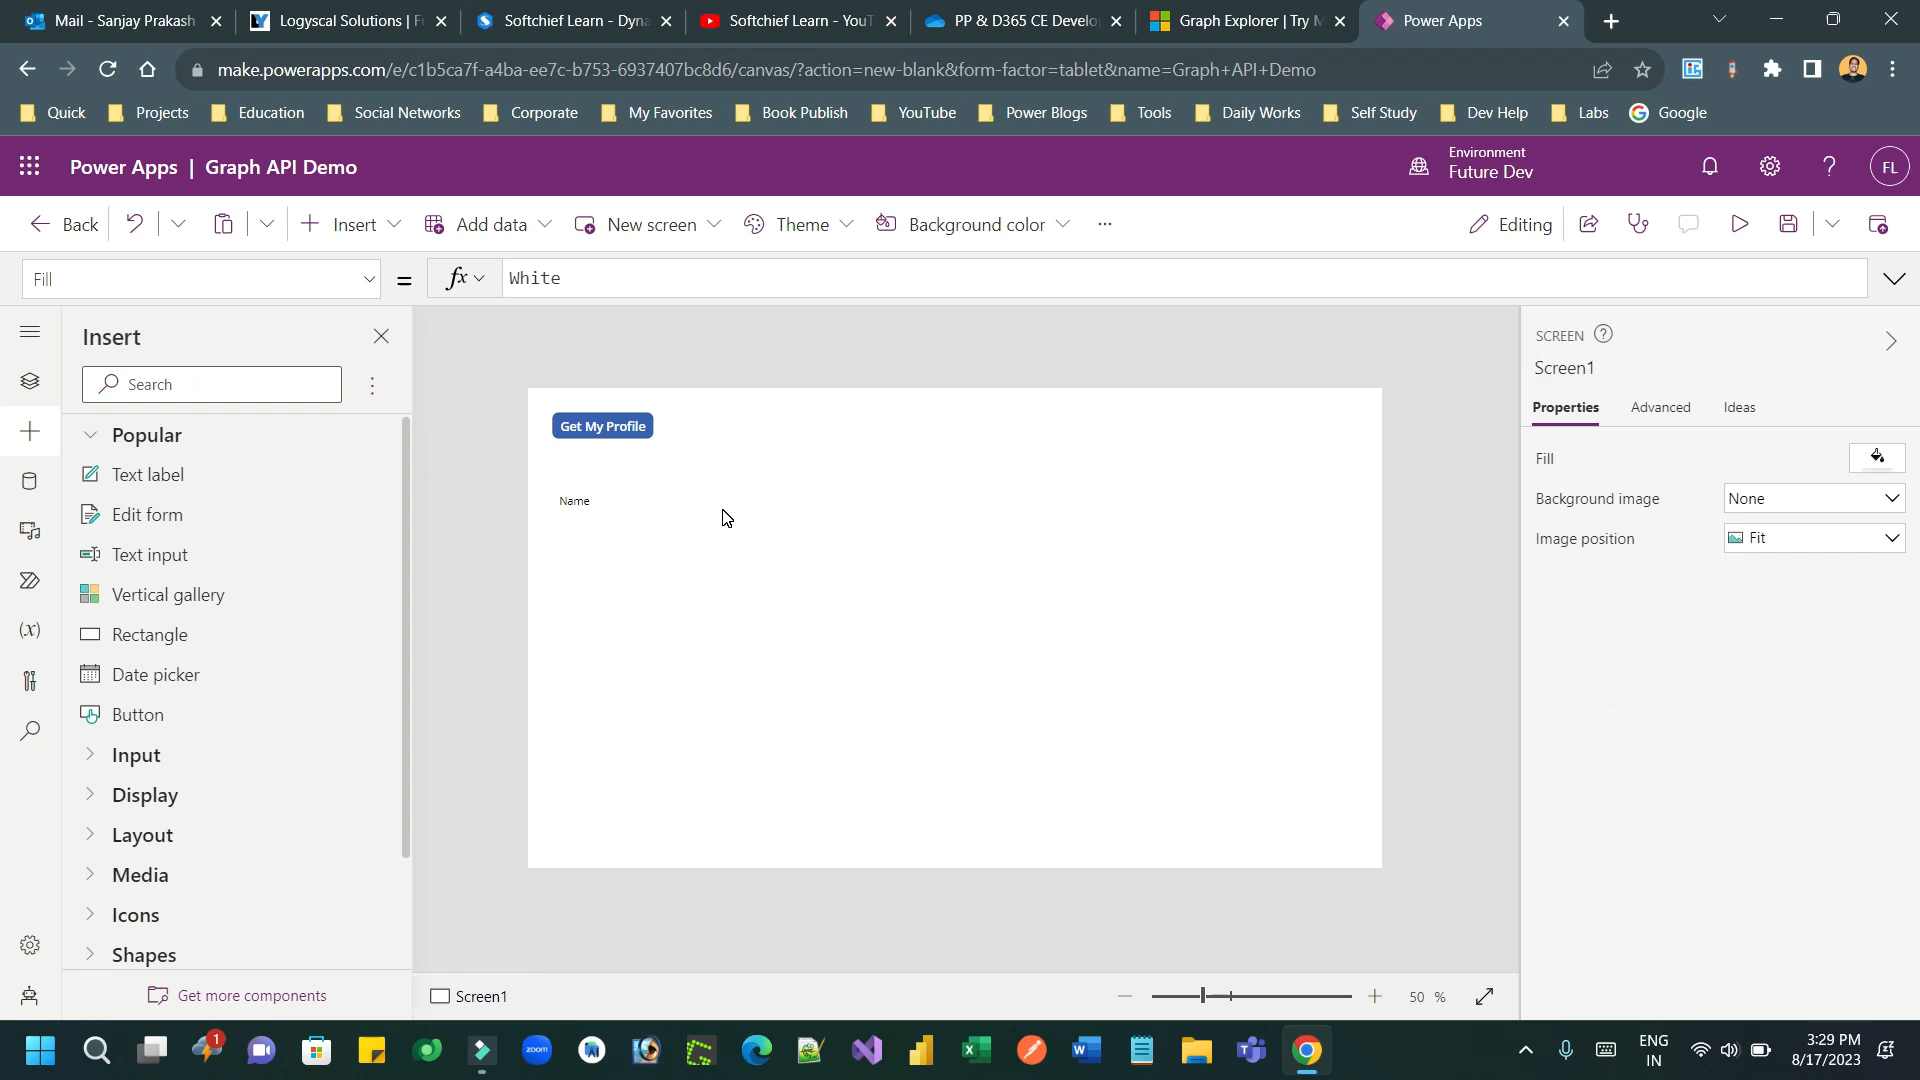 Mail - Sanjay Prakash
Logyscal Solutions | F
Softchief Learn - Dyna
Softchief Learn - YouT
PP & D365 CE Develo
Graph Explorer | Try M
Power Apps
make.powerapps.com/e/c1b5ca7f-a4ba-ee7c-b753-6937407bc8d6/canvas/?action=new-blank&form-factor=tablet&name=Graph+API+Demo
Quick
Projects
Education
Social Networks
Corporate
My Favorites
Book Publish
YouTube
Power Blogs
Tools
Daily Works
Self Study
Dev Help
Labs
Google
Power Apps | Graph API Demo
Environment
Future Dev
FL
Back
Insert
Add data
New screen
Theme
Background color
Editing
Fill
=
fx
White
Insert
Search
Popular
Text label
Edit form
Text input
Vertical gallery
Rectangle
Date picker
Button
Input
Display
Layout
Media
Icons
Shapes
Get more components
Get My Profile
Name
Screen1
50 %
SCREEN
Screen1
Properties
Advanced
Ideas
Fill
Background image
None
Image position
Fit
1
zoom
ENG
IN
3:29 PM
8/17/2023